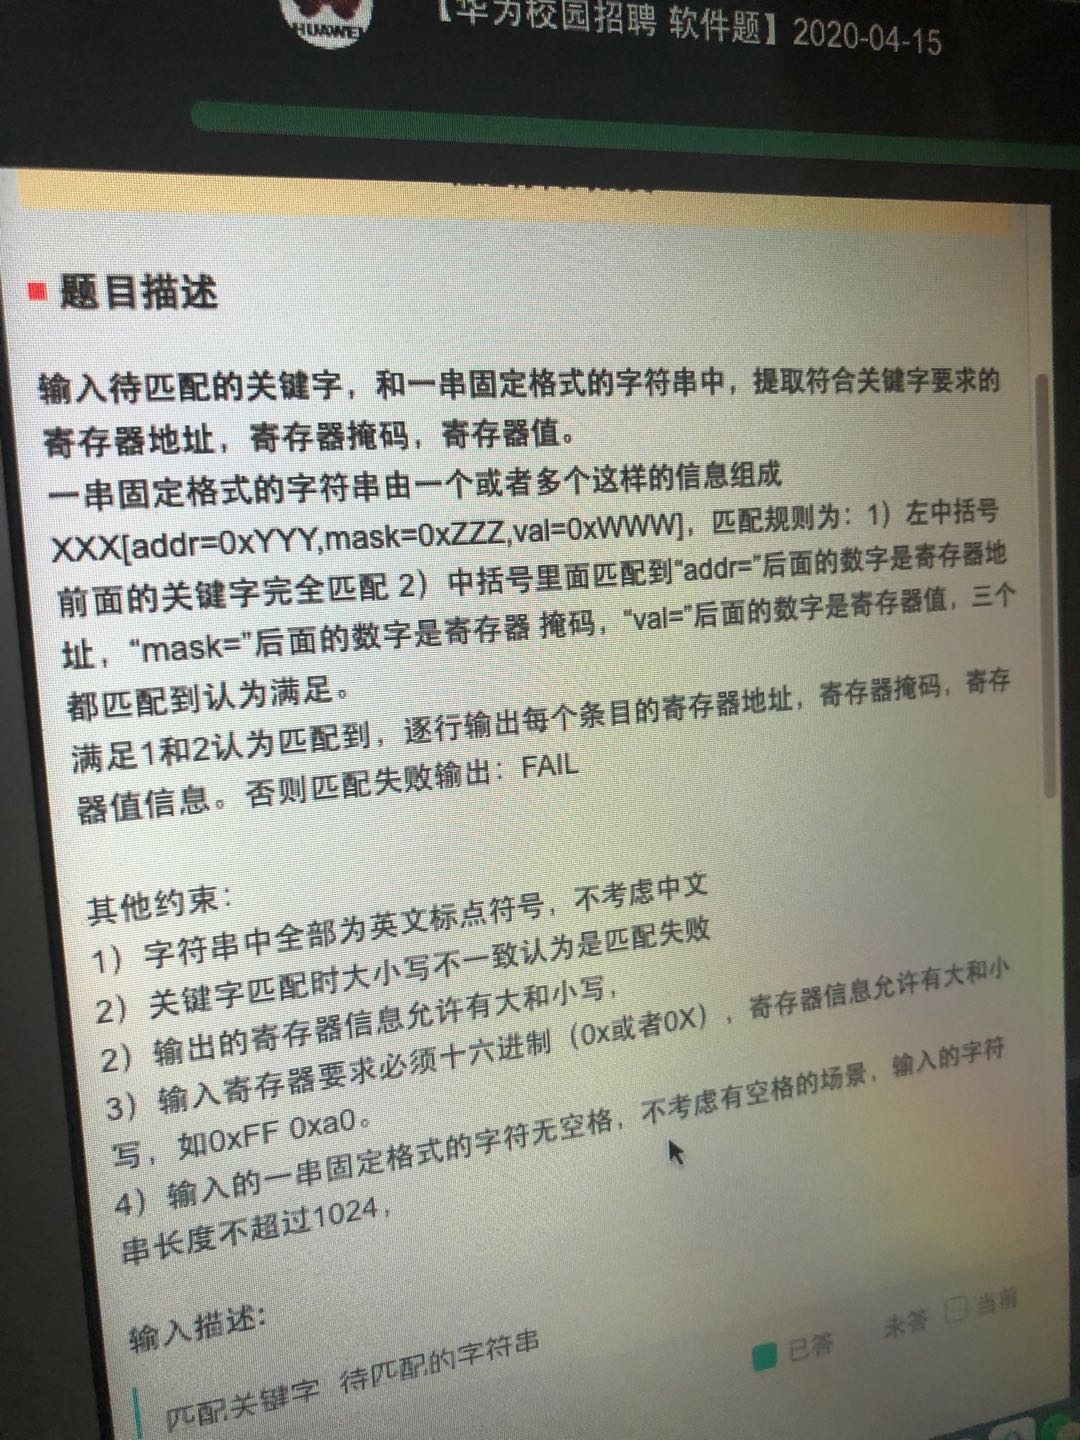 HUAWEI
【华为校园招聘 软件题】2020-04-15
题目描述
输入待匹配的关键字，和一串固定格式的字符串中，提取符合关键字要求的
寄存器地址，寄存器掩码，寄存器值。
一串固定格式的字符串由一个或者多个这样的信息组成
XXX[addr=0xYYY,mask=0xZZZ,val=0xWWW]，匹配规则为：1）左中括号
前面的关键字完全匹配 2）中括号里面匹配到“addr=”后面的数字是寄存器地
址，“mask=”后面的数字是寄存器 掩码，“val=”后面的数字是寄存器值，三个
都匹配到认为满足。
满足1和2认为匹配到，逐行输出每个条目的寄存器地址，寄存器掩码，寄存
器值信息。否则匹配失败输出：FAIL
其他约束：
1）字符串中全部为英文标点符号，不考虑中文
2）关键字匹配时大小写不一致认为是匹配失败
2）输出的寄存器信息允许有大和小写，
3）输入寄存器要求必须十六进制（0x或者0X），寄存器信息允许有大和小
写，如0xFF 0xa0。
4）输入的一串固定格式的字符无空格，不考虑有空格的场景，输入的字符
串长度不超过1024，
输入描述:
匹配关键字 待匹配的字符串
已答 未答 当前